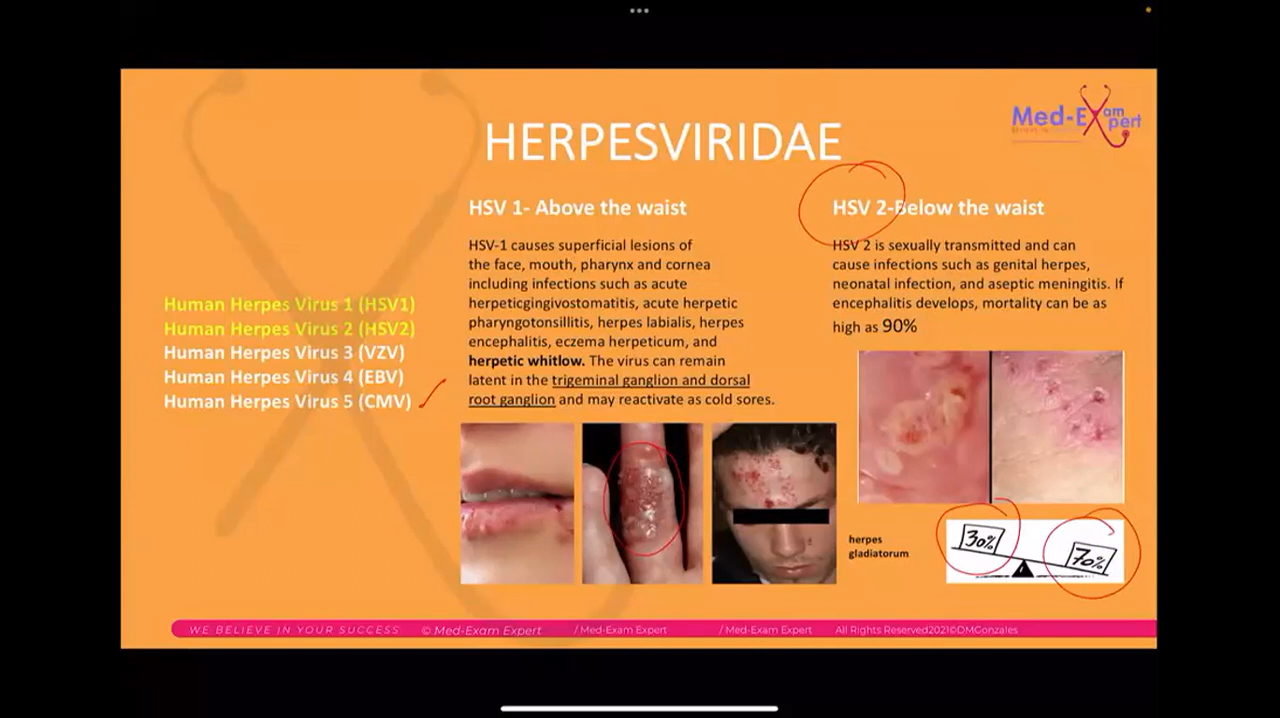 HERPESVIRIDAE
Med-Exam Expert
Human Herpes Virus 1 (HSV1)
Human Herpes Virus 2 (HSV2)
Human Herpes Virus 3 (VZV)
Human Herpes Virus 4 (EBV)
Human Herpes Virus 5 (CMV)
HSV 1- Above the waist
HSV-1 causes superficial lesions of
the face, mouth, pharynx and cornea
including infections such as acute
herpeticgingivostomatitis, acute herpetic
pharyngotonsillitis, herpes labialis, herpes
encephalitis, eczema herpeticum, and
herpetic whitlow. The virus can remain
latent in the trigeminal ganglion and dorsal
root ganglion and may reactivate as cold sores.
HSV 2-Below the waist
HSV 2 is sexually transmitted and can
cause infections such as genital herpes,
neonatal infection, and aseptic meningitis. If
encephalitis develops, mortality can be as
high as 90%
herpes
gladiatorum
30%
70%
WE BELIEVE IN YOUR SUCCESS © Med-Exam Expert / Med-Exam Expert / Med-Exam Expert All Rights Reserved2021©DMGonzales